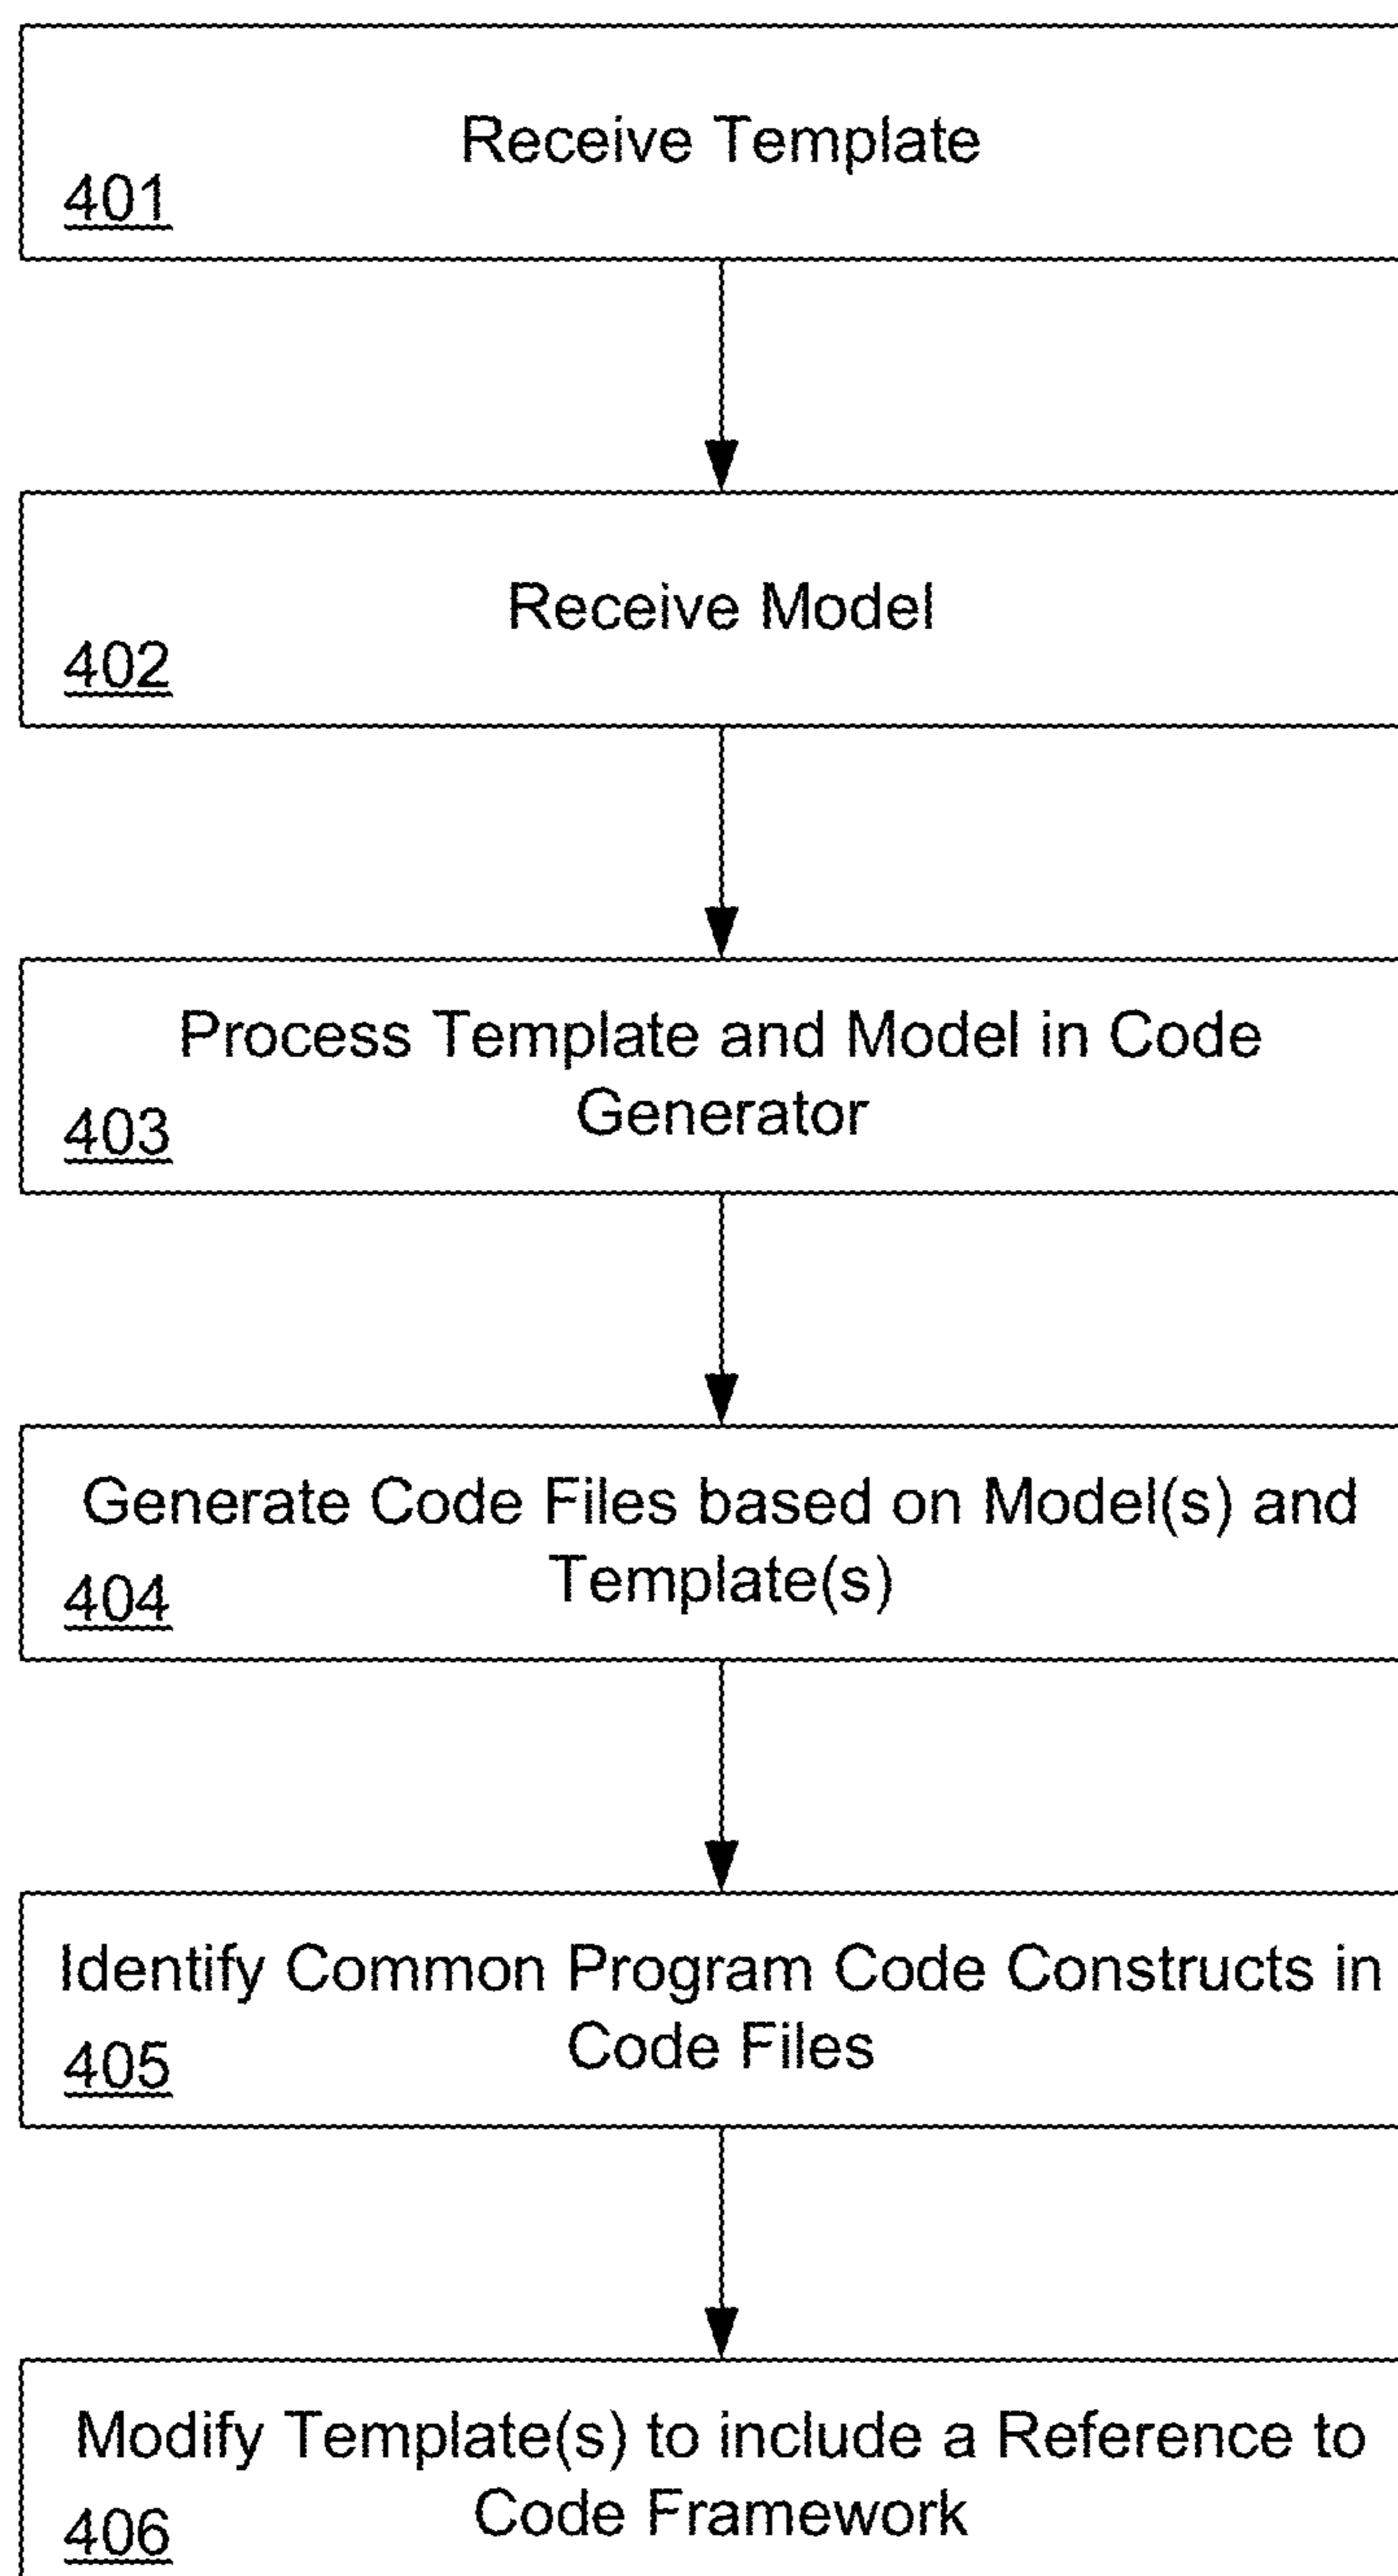 Receive Template
401
Receive Model
402
Process Template and Model in Code
Generator
403
Generate Code Files based on Model(s) and
Template(s)
404
Identify Common Program Code Constructs in
Code Files
405
Modify Template(s) to include a Reference to
Code Framework
406